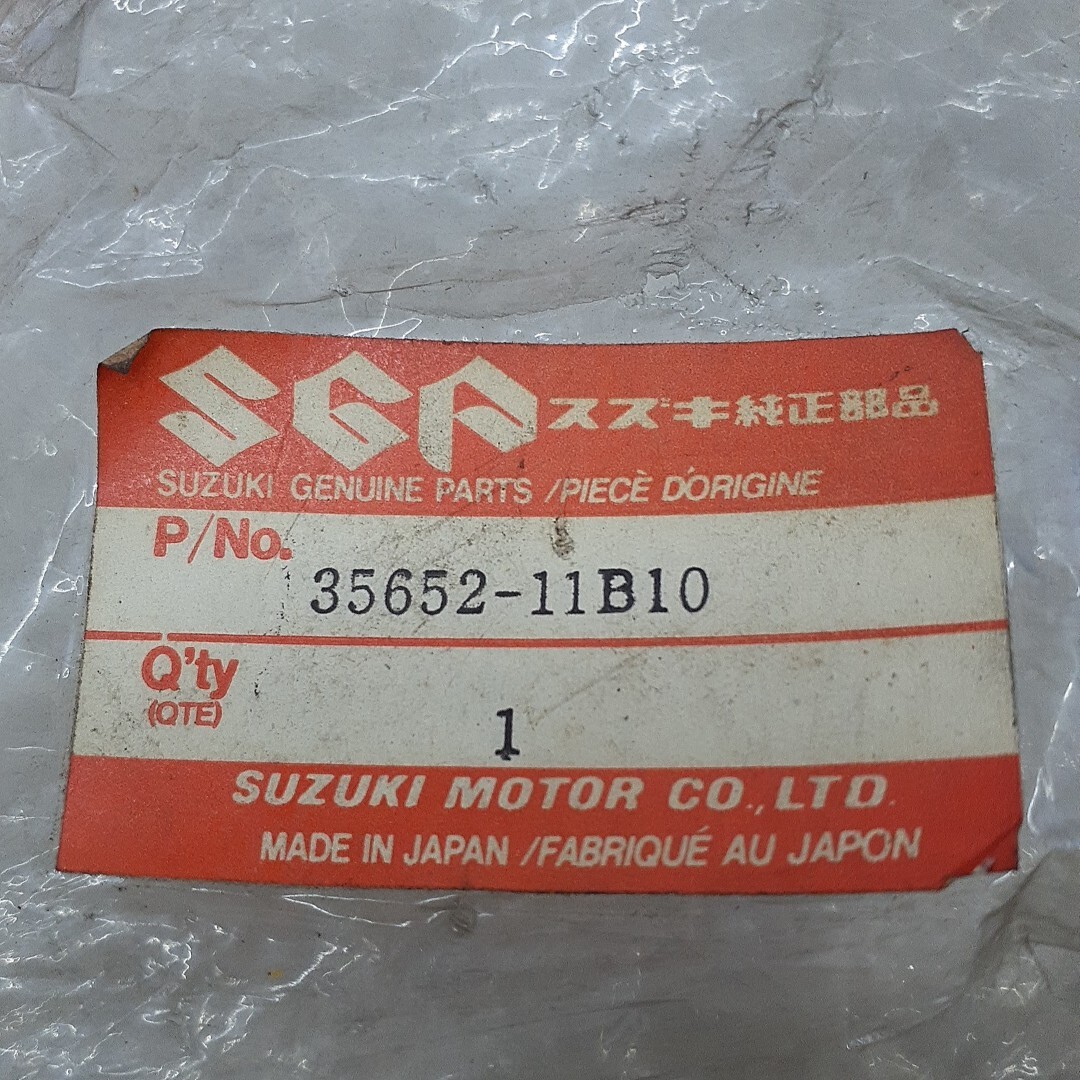 SGP スズキ純正部品
SUZUKI GENUINE PARTS /PIECÈ D'ORIGINE
P/No.
35652-11B10
Q'ty
(QTE)
1
SUZUKI MOTOR CO., LTD.
MADE IN JAPAN /FABRIQUÉ AU JAPON